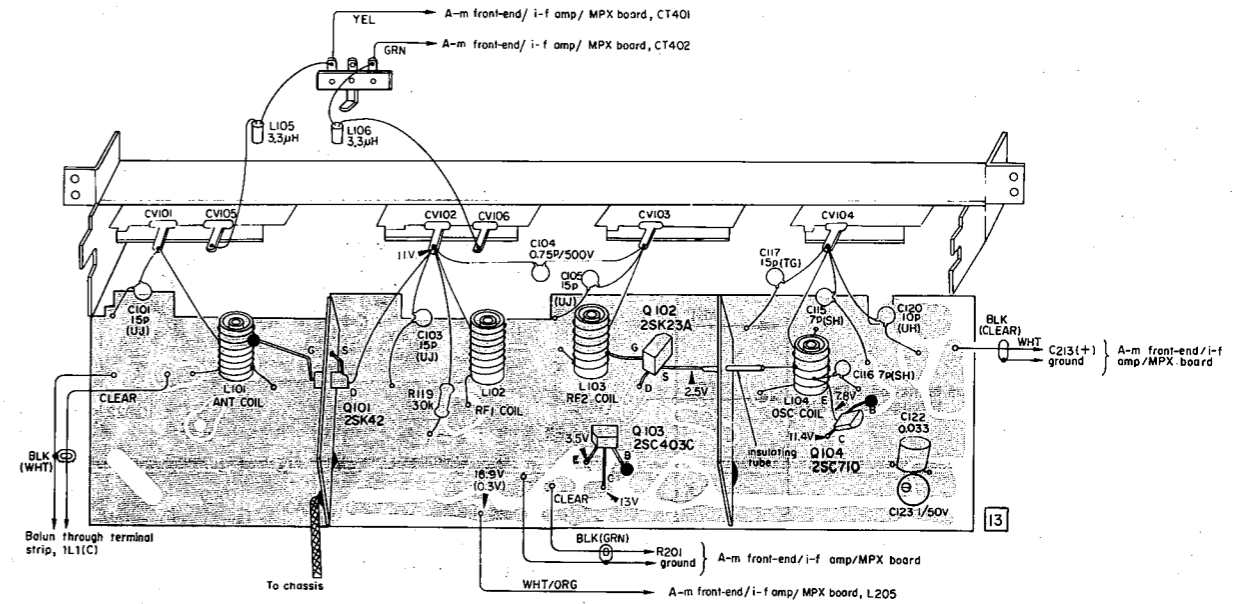 YEL
A-m front-end/ i-f amp/ MPX board, CT401
GRN
A-m front-end/ i-f amp/ MPX board, CT402
L105
3.3µH
L106
3.3µH
CV101
CV105
CV102
CV106
CV103
CV104
11V
C104
0.75P/500V
C105
15p
(UJ)
C117
15p(TG)
C101
15p
(UJ)
C103
15p
(UJ)
Q102
2SK23A
C115
7p(SH)
C120
10p
(UH)
BLK
(CLEAR)
WHT
C213(+)
ground
A-m front-end/i-f
amp/MPX board
G
S
D
G
D
S
CLEAR
L101
ANT COIL
Q101
2SK42
R119
30k
L102
RF1 COIL
L103
RF2 COIL
2.5V
L104
OSC COIL
C116 7p(SH)
E
7.8V
B
C
11.4V
Q104
2SC710
insulating
tube
C122
0.033
C123 1/50V
3.5V
Q103
2SC403C
E
B
C
13V
BLK
(WHT)
16.9V
(0.3V)
CLEAR
13
Balun through terminal
strip, 1L1(C)
To chassis
BLK(GRN)
R201
ground
A-m front-end/i-f amp/MPX board
WHT/ORG
A-m front-end/i-f amp/MPX board, L205